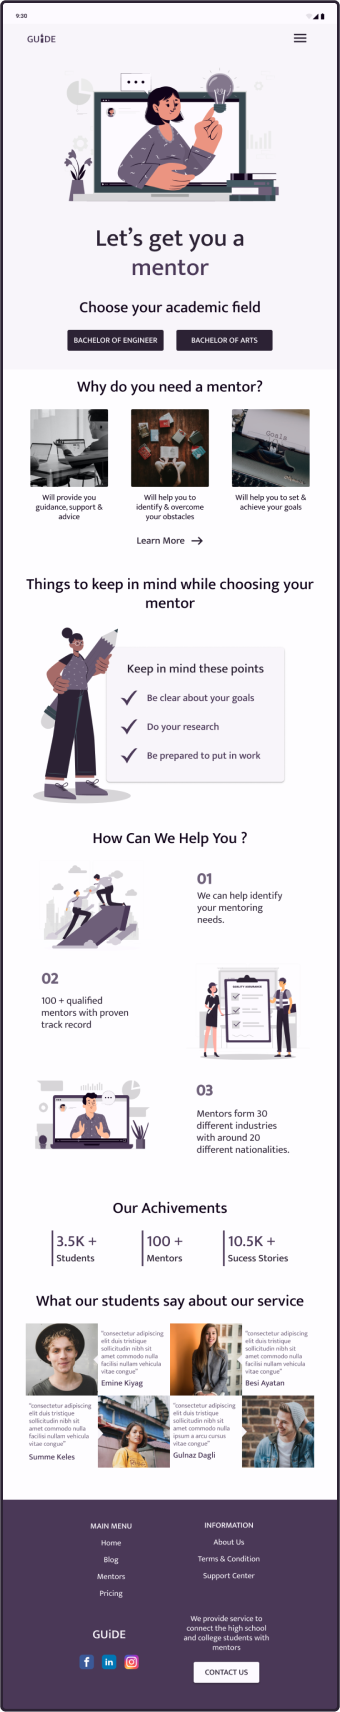 9:30
GUiDE
Let's get you a
mentor
Choose your academic field
BACHELOR OF ENGINEER
BACHELOR OF ARTS
Why do you need a mentor?
Will provide you
guidance, support &
advice
Will help you to
identify & overcome
your obstacles
Goals
Will help you to set &
achieve your goals
Learn More
Things to keep in mind while choosing your
mentor
Keep in mind these points
Be clear about your goals
Do your research
Be prepared to put in work
How Can We Help You ?
01
We can help identify
your mentoring
needs.
02
100 + qualified
mentors with proven
track record
QUALITY ASSURANCE
03
Mentors form 30
different industries
with around 20
different nationalities.
Our Achivements
3.5K +
Students
100 +
Mentors
10.5K +
Sucess Stories
What our students say about our service
"consectetur adipiscing
elit duis tristique
sollicitudin nibh sit
amet commodo nulla
facilisi nullam vehicula
vitae congue"
Emine Kiyag
"consectetur adipiscing
elit duis tristique
sollicitudin nibh sit
amet commodo nulla
facilisi nullam vehicula
vitae congue"
Besi Ayatan
"consectetur adipiscing
elit duis tristique
sollicitudin nibh sit
amet commodo nulla
facilisi nullam vehicula
vitae congue"
Summe Keles
"consectetur adipiscing
elit duis tristique
sollicitudin nibh sit
amet commodo nulla
ipsum a arcu cursus
vitae congue"
Gulnaz Dagli
MAIN MENU
Home
Blog
Mentors
Pricing
INFORMATION
About Us
Terms & Condition
Support Center
GUiDE
f
in
We provide service to
connect the high school
and college students with
mentors
CONTACT US